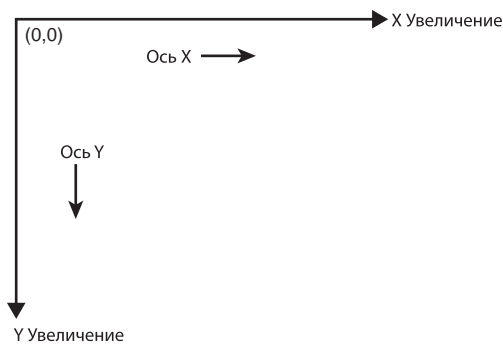 X Увеличение
(0,0)
Ось X
Ось Y
Y Увеличение